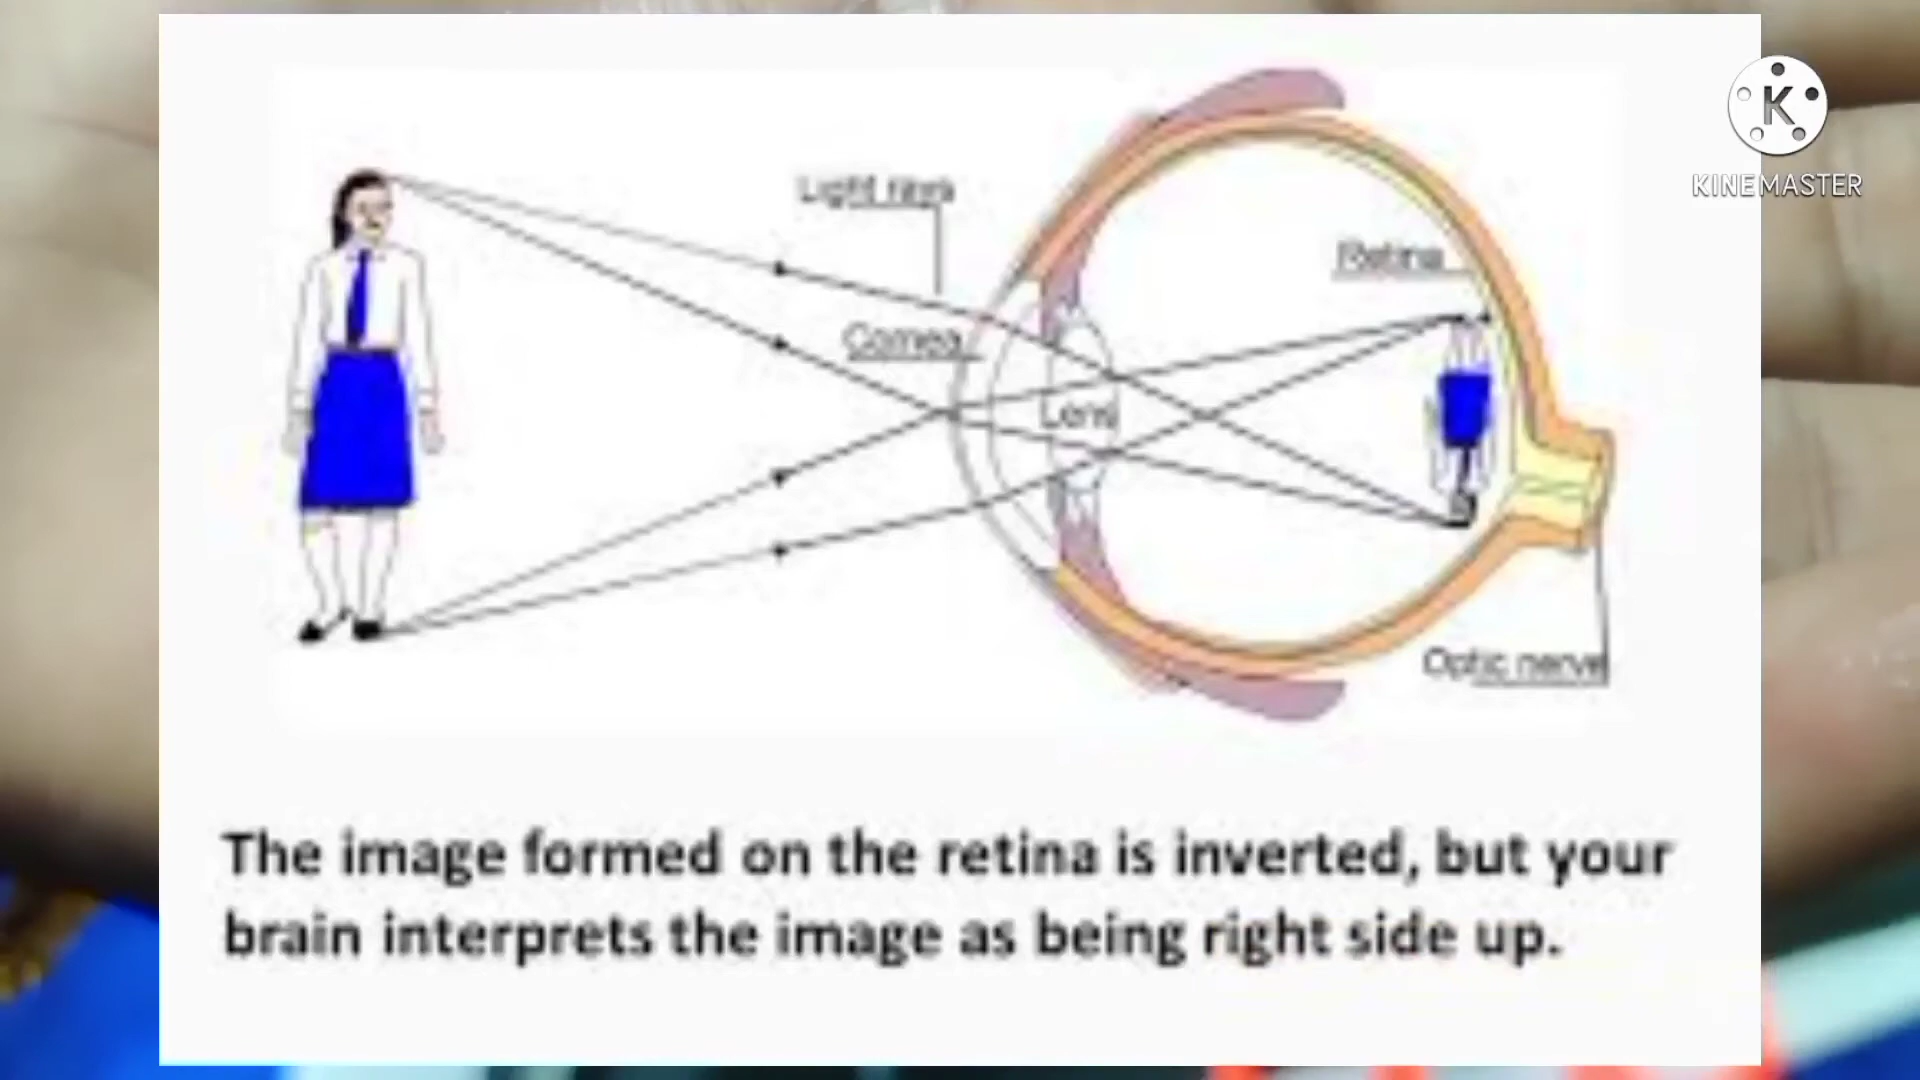 Light rays
Retina
Cornea
Lens
Optic nerve
The image formed on the retina is inverted, but your
brain interprets the image as being right side up.
K
KINEMASTER